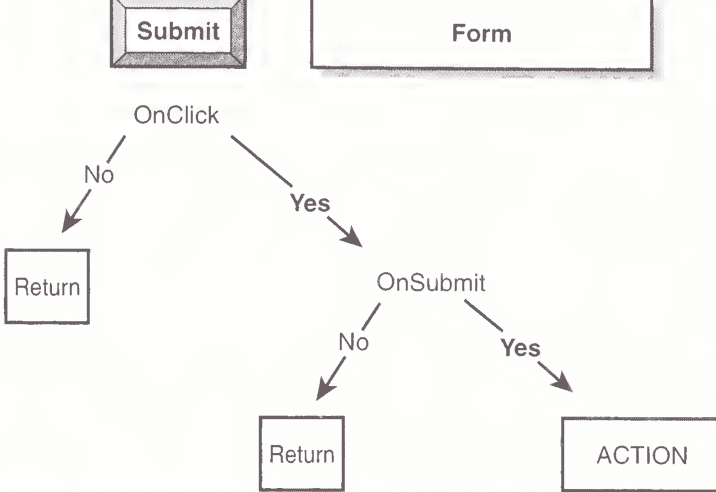 Submit
Form
OnClick
No
Yes
Return
OnSubmit
No
Yes
Return
ACTION